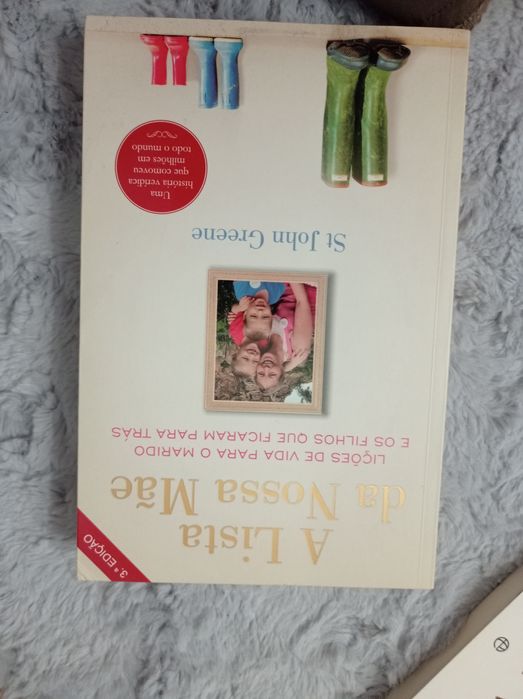 3.ª EDIÇÃO
A Lista
da Nossa Mãe
LIÇÕES DE VIDA PARA O MARIDO
E OS FILHOS QUE FICARAM PARA TRÁS
St John Greene
Uma
história verídica
que comoveu
milhões em
todo o mundo